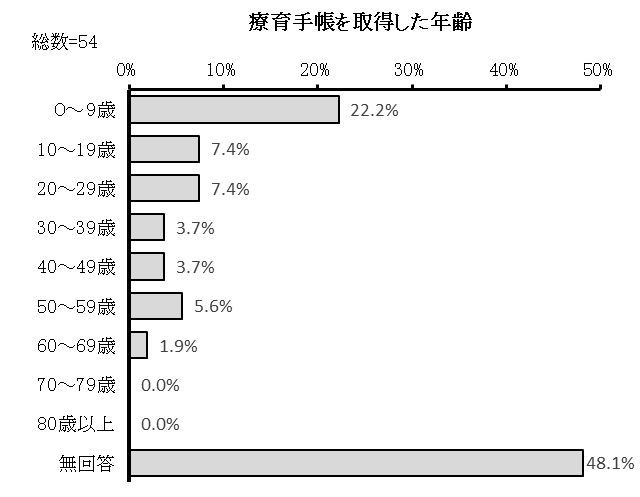 療育手帳を取得した年齢
総数=54
0% 10% 20% 30% 40% 50%
0～9歳 22.2%
10～19歳 7.4%
20～29歳 7.4%
30～39歳 3.7%
40～49歳 3.7%
50～59歳 5.6%
60～69歳 1.9%
70～79歳 0.0%
80歳以上 0.0%
無回答 48.1%